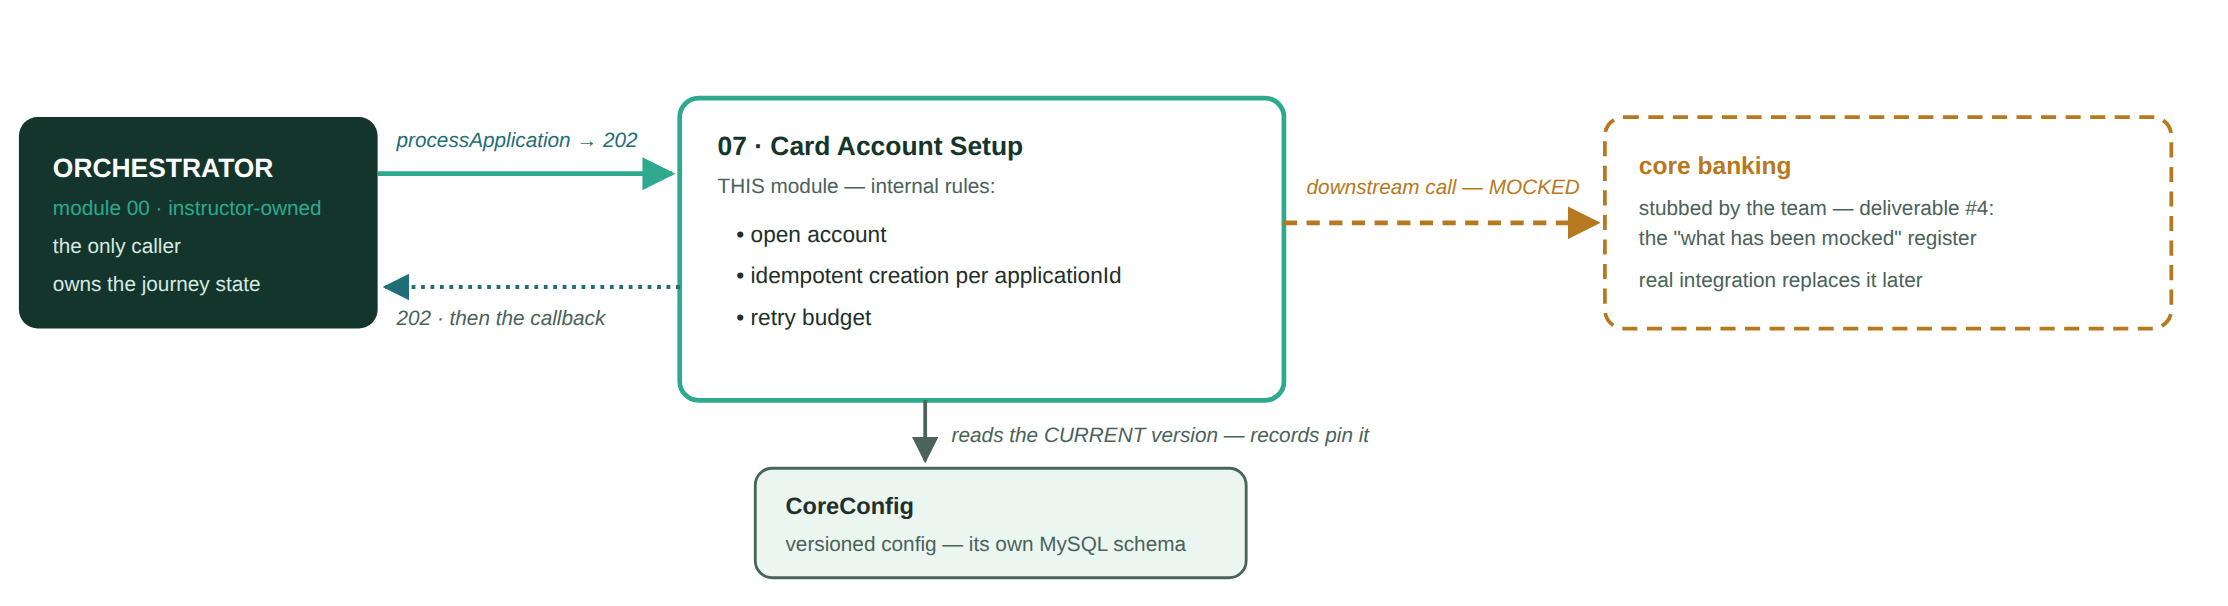 ORCHESTRATOR
module 00 · instructor-owned
the only caller
owns the journey state
processApplication → 202
202 · then the callback
07 · Card Account Setup
THIS module — internal rules:
• open account
• idempotent creation per applicationId
• retry budget
downstream call — MOCKED
core banking
stubbed by the team — deliverable #4:
the "what has been mocked" register
real integration replaces it later
reads the CURRENT version — records pin it
CoreConfig
versioned config — its own MySQL schema